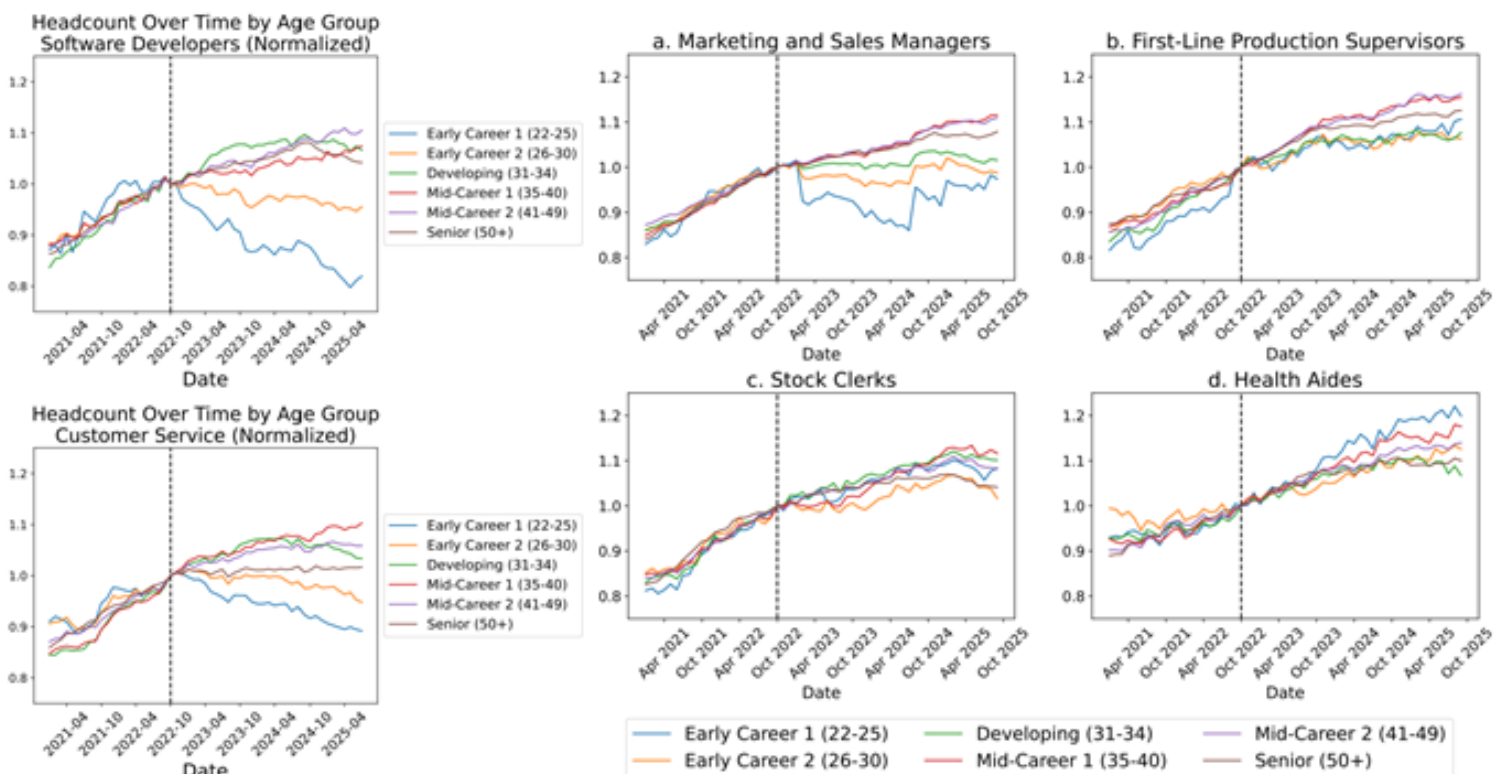 Headcount Over Time by Age Group
Software Developers (Normalized)
1.2
1.1
1.0
0.9
0.8
2021-04
2021-10
2022-04
2022-10
2023-04
2023-10
2024-04
2024-10
2025-04
Date
Early Career 1 (22-25)
Early Career 2 (26-30)
Developing (31-34)
Mid-Career 1 (35-40)
Mid-Career 2 (41-49)
Senior (50+)
Headcount Over Time by Age Group
Customer Service (Normalized)
1.2
1.1
1.0
0.9
0.8
2021-04
2021-10
2022-04
2022-10
2023-04
2023-10
2024-04
2024-10
2025-04
Date
Early Career 1 (22-25)
Early Career 2 (26-30)
Developing (31-34)
Mid-Career 1 (35-40)
Mid-Career 2 (41-49)
Senior (50+)
a. Marketing and Sales Managers
1.2
1.1
1.0
0.9
0.8
Apr 2021
Oct 2021
Apr 2022
Oct 2022
Apr 2023
Oct 2023
Apr 2024
Oct 2024
Apr 2025
Oct 2025
Date
b. First-Line Production Supervisors
1.2
1.1
1.0
0.9
0.8
Apr 2021
Oct 2021
Apr 2022
Oct 2022
Apr 2023
Oct 2023
Apr 2024
Oct 2024
Apr 2025
Oct 2025
Date
c. Stock Clerks
1.2
1.1
1.0
0.9
0.8
Apr 2021
Oct 2021
Apr 2022
Oct 2022
Apr 2023
Oct 2023
Apr 2024
Oct 2024
Apr 2025
Oct 2025
Date
d. Health Aides
1.2
1.1
1.0
0.9
0.8
Apr 2021
Oct 2021
Apr 2022
Oct 2022
Apr 2023
Oct 2023
Apr 2024
Oct 2024
Apr 2025
Oct 2025
Date
Early Career 1 (22-25)
Developing (31-34)
Mid-Career 2 (41-49)
Early Career 2 (26-30)
Mid-Career 1 (35-40)
Senior (50+)